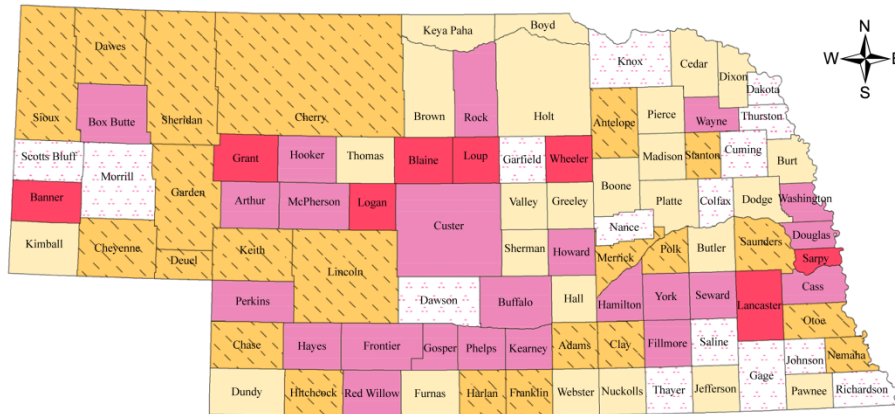 Keya Paha Boyd
Dawes Knox Cedar N
Dixon W E
Dakota S
Sioux Box Butte Sheridan Cherry Brown Rock Holt Antelope Pierce Wayne Thurston
Scotts Bluff Grant Hooker Thomas Blaine Loup Garfield Wheeler Madison Stanton Cuming Burt
Morrill Garden
Banner Arthur McPherson Logan Custer Valley Greeley Boone Platte Colfax Dodge Washington
Nance Douglas
Kimball Cheyenne Deuel Keith Lincoln Sherman Howard Merrick Polk Butler Saunders Sarpy
Perkins Dawson Buffalo Hall Hamilton York Seward Lancaster Cass
Otoe
Chase Hayes Frontier Gosper Phelps Kearney Adams Clay Fillmore Saline Johnson Nemaha
Gage
Dundy Hitchcock Red Willow Furnas Harlan Franklin Webster Nuckolls Thayer Jefferson Pawnee Richardson